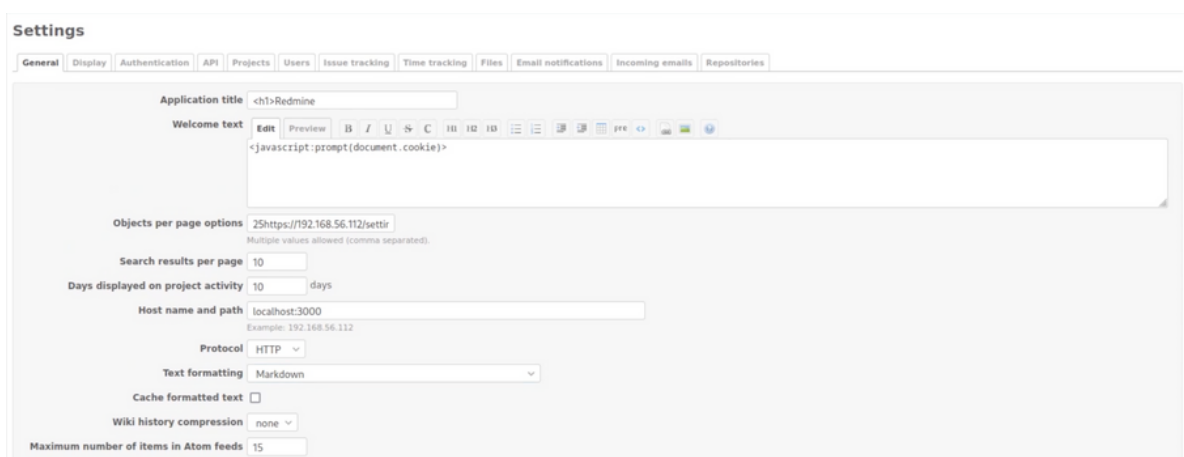 Settings
General Display Authentication API Projects Users Issue tracking Time tracking Files Email notifications Incoming emails Repositories
Application title <h1>Redmine
Welcome text Edit Preview B I U S C H1 H2 H3 pre <>
<javascript:prompt(document.cookie)>
Objects per page options 25https://192.168.56.112/settir
Multiple values allowed (comma separated).
Search results per page 10
Days displayed on project activity 10 days
Host name and path localhost:3000
Example: 192.168.56.112
Protocol HTTP
Text formatting Markdown
Cache formatted text
Wiki history compression none
Maximum number of items in Atom feeds 15